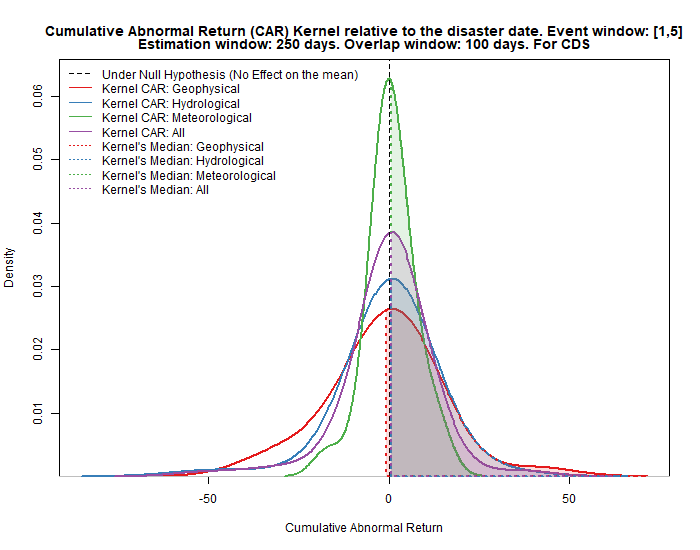 Cumulative Abnormal Return (CAR) Kernel relative to the disaster date. Event window: [1,5]
Estimation window: 250 days. Overlap window: 100 days. For CDS
Under Null Hypothesis (No Effect on the mean)
Kernel CAR: Geophysical
Kernel CAR: Hydrological
Kernel CAR: Meteorological
Kernel CAR: All
Kernel's Median: Geophysical
Kernel's Median: Hydrological
Kernel's Median: Meteorological
Kernel's Median: All
Density
0.06
0.05
0.04
0.03
0.02
0.01
-50
0
50
Cumulative Abnormal Return